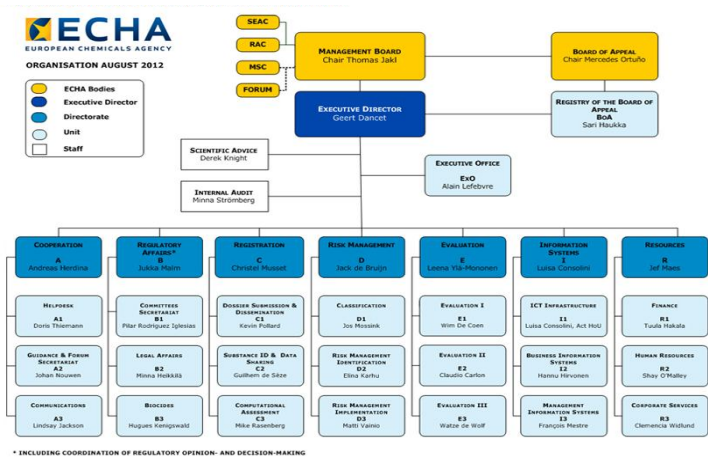 ECHA
EUROPEAN CHEMICALS AGENCY
ORGANISATION AUGUST 2012
ECHA BODIES
EXECUTIVE DIRECTOR
DIRECTORATE
UNIT
STAFF
SEAC
RAC
MSC
FORUM
MANAGEMENT BOARD
Chair Thomas Jakl
BOARD OF APPEAL
Chair Mercedes Ortuño
EXECUTIVE DIRECTOR
Geert Dancet
REGISTRY OF THE BOARD OF
APPEAL
BoA
Sari Haukka
SCIENTIFIC ADVICE
Derek Knight
EXECUTIVE OFFICE
ExO
Alain Lefebvre
INTERNAL AUDIT
Minna Strömberg
COOPERATION
A
Andreas Herdina
HELPDESK
A1
Doris Thiemann
GUIDANCE & FORUM
SECRETARIAT
A2
Johan Nouwen
COMMUNICATIONS
A3
Lindsay Jackson
REGULATORY
AFFAIRS*
B
Jukka Malm
COMMITTEES
SECRETARIAT
B1
Pilar Rodríguez Iglesias
LEGAL AFFAIRS
B2
Minna Heikkilä
BIOCIDES
B3
Hugues Kenigswald
REGISTRATION
C
Christel Musset
DOSSIER SUBMISSION &
DISSEMINATION
C1
Kevin Pollard
SUBSTANCE ID & DATA
SHARING
C2
Guilhem de Sèze
COMPUTATIONAL
ASSESSMENT
C3
Mike Rasenberg
RISK MANAGEMENT
D
Jack de Bruijn
CLASSIFICATION
D1
Jos Mossink
RISK MANAGEMENT
IDENTIFICATION
D2
Elina Karhu
RISK MANAGEMENT
IMPLEMENTATION
D3
Matti Vainio
EVALUATION
E
Leena Ylä-Mononen
EVALUATION I
E1
Wim De Coen
EVALUATION II
E2
Claudio Carlon
EVALUATION III
E3
Watze de Wolf
INFORMATION
SYSTEMS
I
Luisa Consolini
ICT INFRASTRUCTURE
I1
Luisa Consolini, Act HoU
BUSINESS INFORMATION
SYSTEMS
I2
Hannu Hirvonen
MANAGEMENT
INFORMATION SYSTEMS
I3
François Mestre
RESOURCES
R
Jef Maes
FINANCE
R1
Tuula Hakala
HUMAN RESOURCES
R2
Shay O'Malley
CORPORATE SERVICES
R3
Clemencia Widlund
* INCLUDING COORDINATION OF REGULATORY OPINION- AND DECISION-MAKING